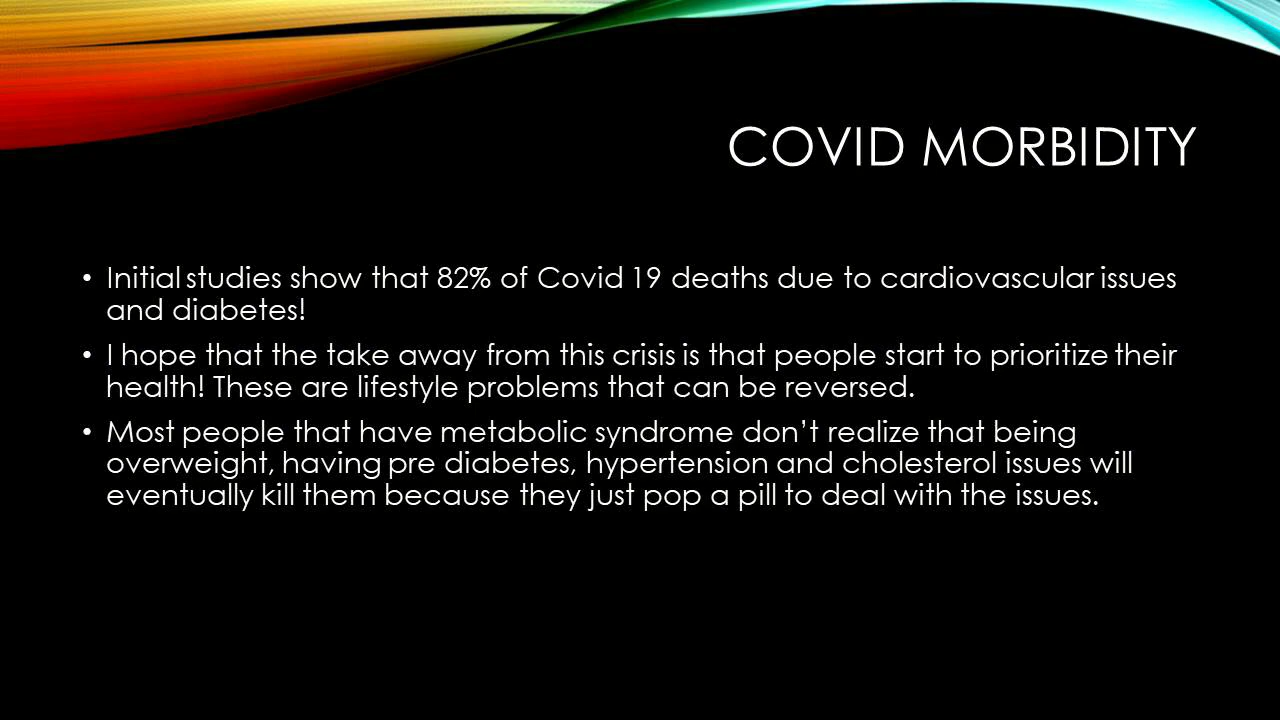 COVID MORBIDITY
• Initial studies show that 82% of Covid 19 deaths due to cardiovascular issues
and diabetes!
• I hope that the take away from this crisis is that people start to prioritize their
health! These are lifestyle problems that can be reversed.
• Most people that have metabolic syndrome don’t realize that being
overweight, having pre diabetes, hypertension and cholesterol issues will
eventually kill them because they just pop a pill to deal with the issues.